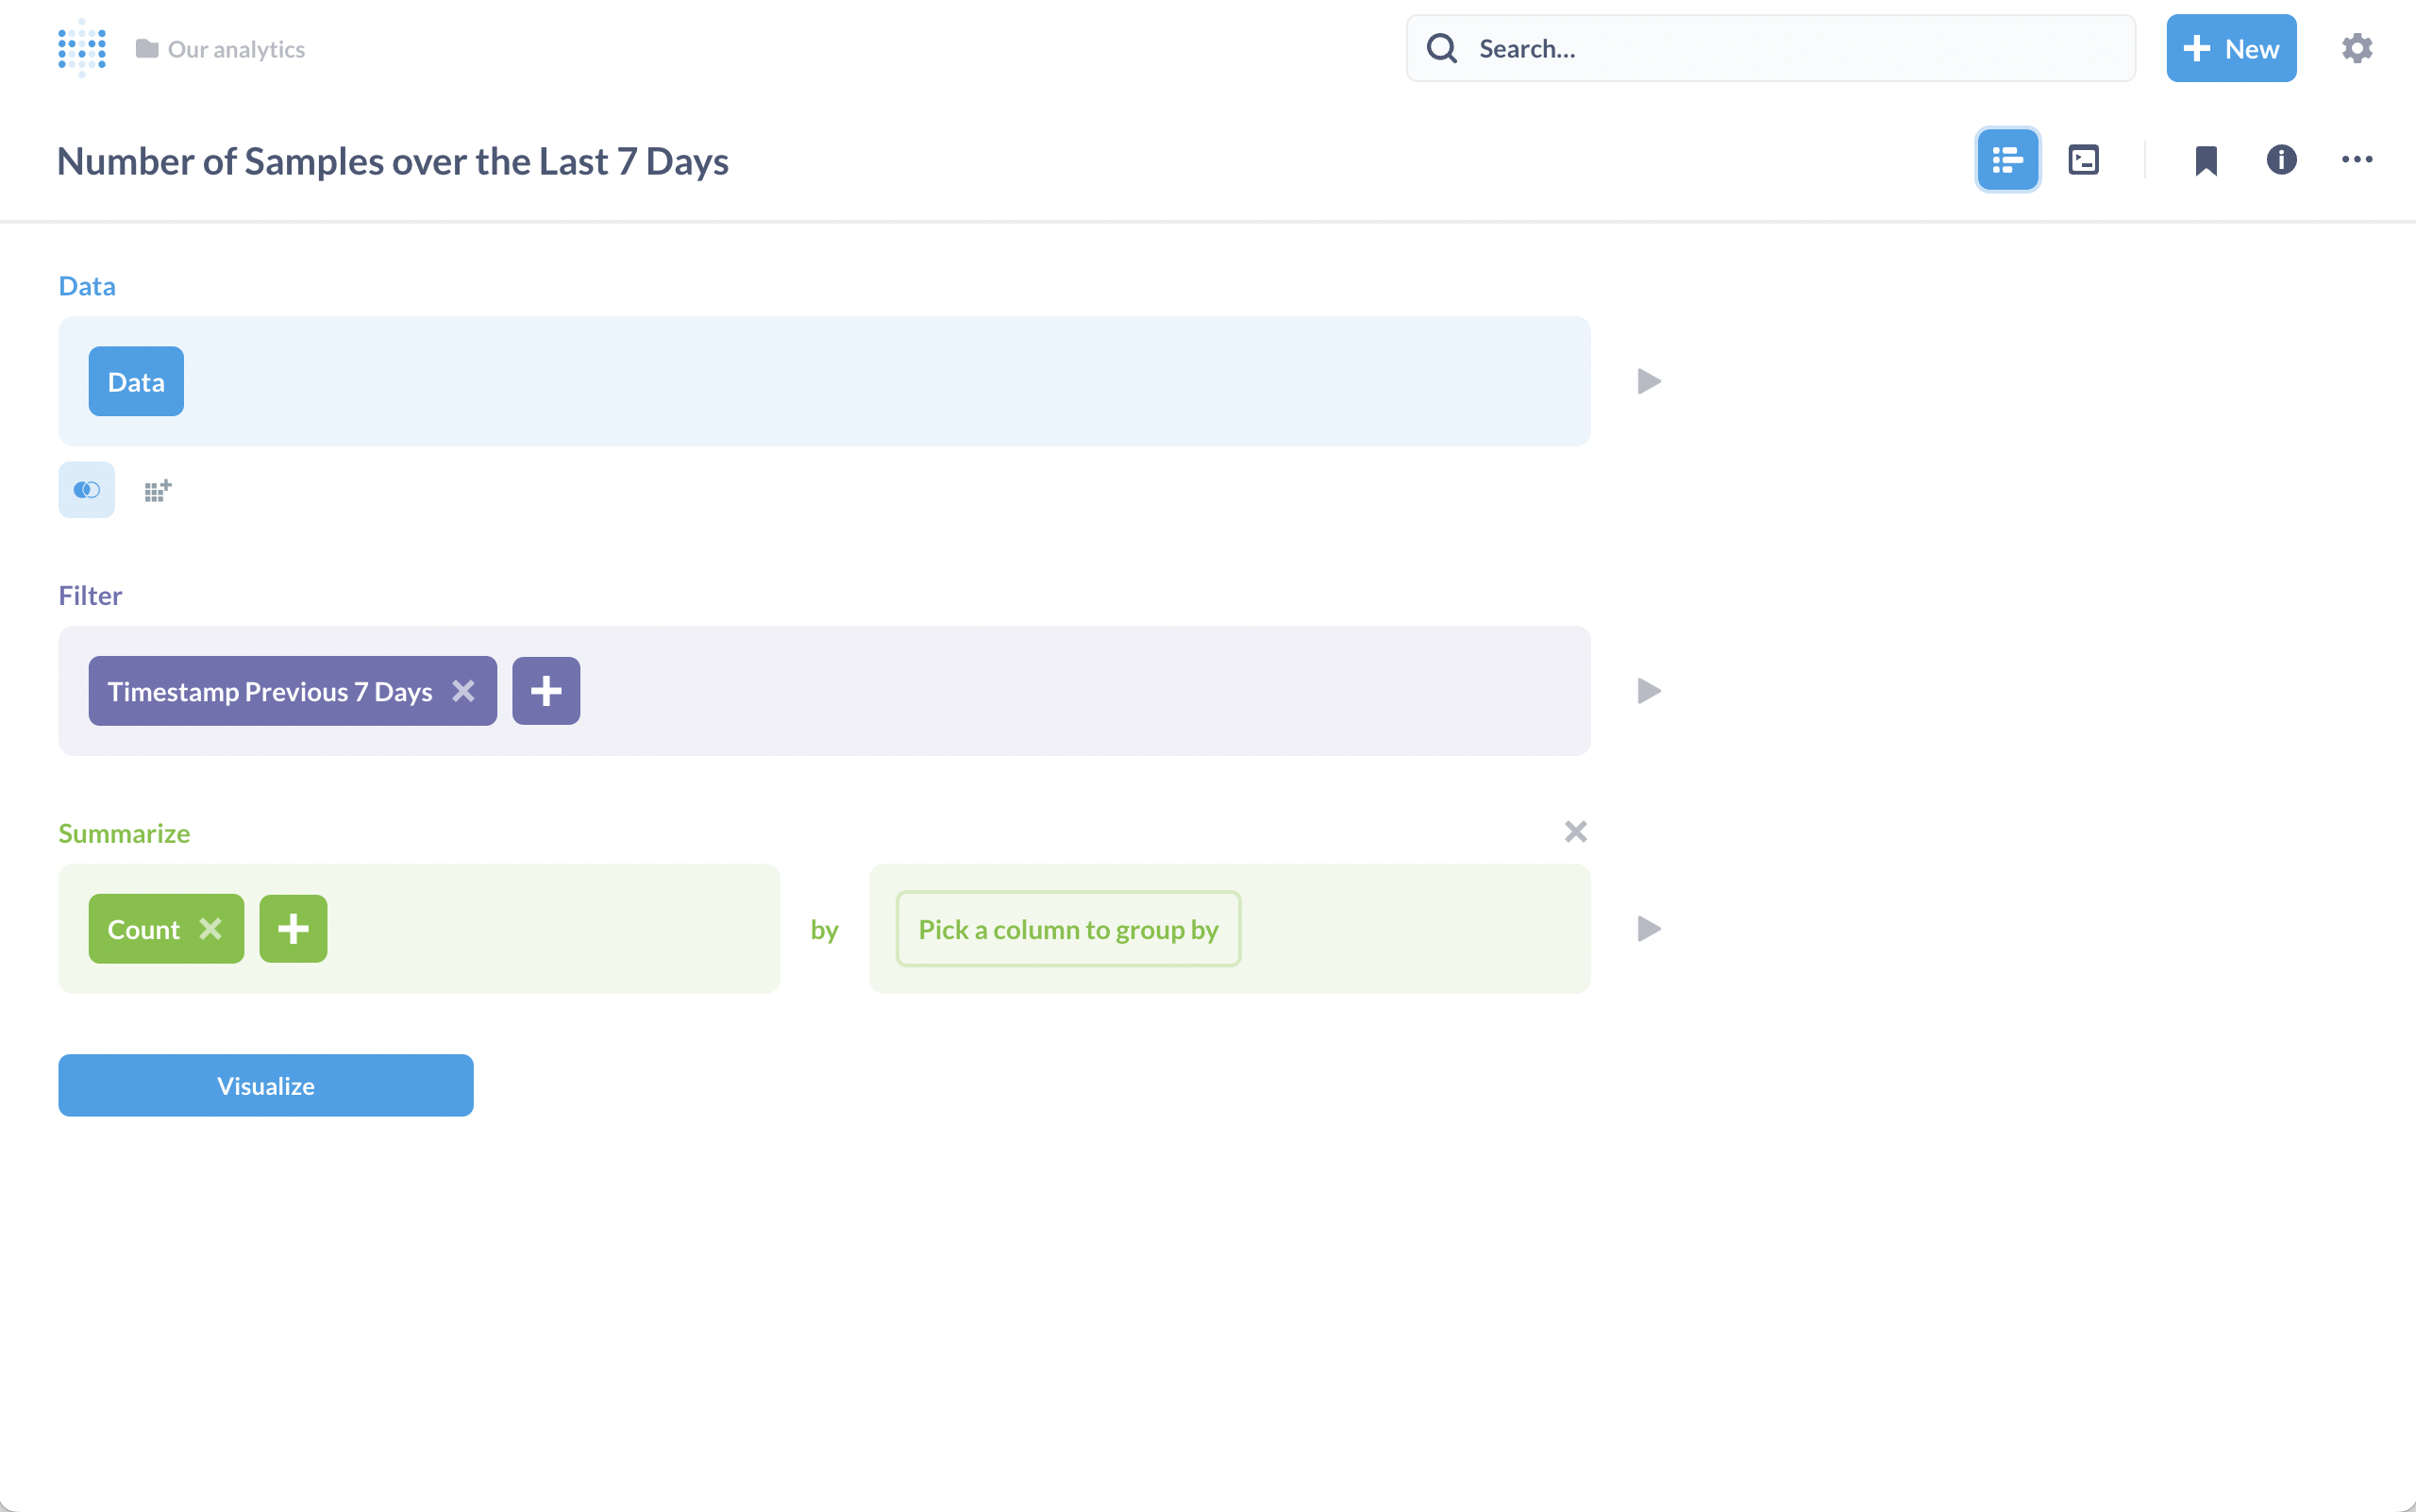 Our analytics
Search...
New
Number of Samples over the Last 7 Days
Data
Data
Filter
Timestamp Previous 7 Days
Summarize
Count
by
Pick a column to group by
Visualize